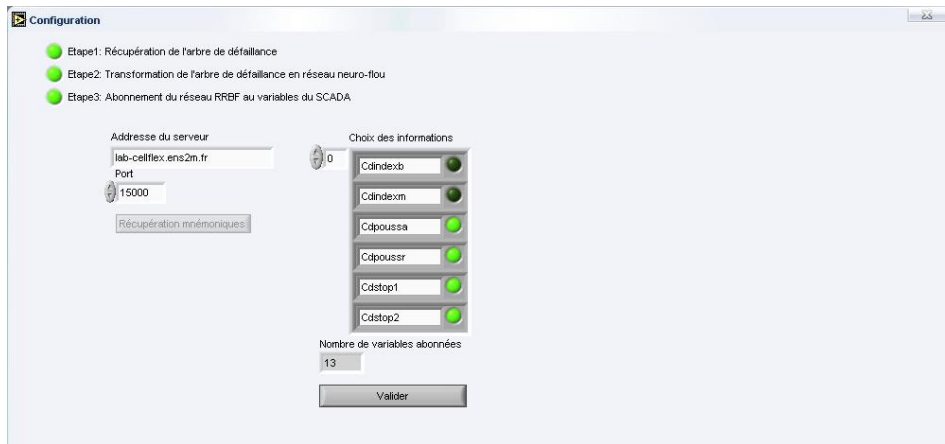 Configuration
Etape1: Récupération de l'arbre de défaillance
Etape2: Transformation de l'arbre de défaillance en réseau neuro-flou
Etape3: Abonnement du réseau RRBF au variables du SCADA
Addresse du serveur
lab-cellflex.ens2m.fr
Port
15000
Récupération mnémoniques
Choix des informations
0
Cdindexb
Cdindexm
Cdpoussa
Cdpoussr
Cdstop1
Cdstop2
Nombre de variables abonnées
13
Valider